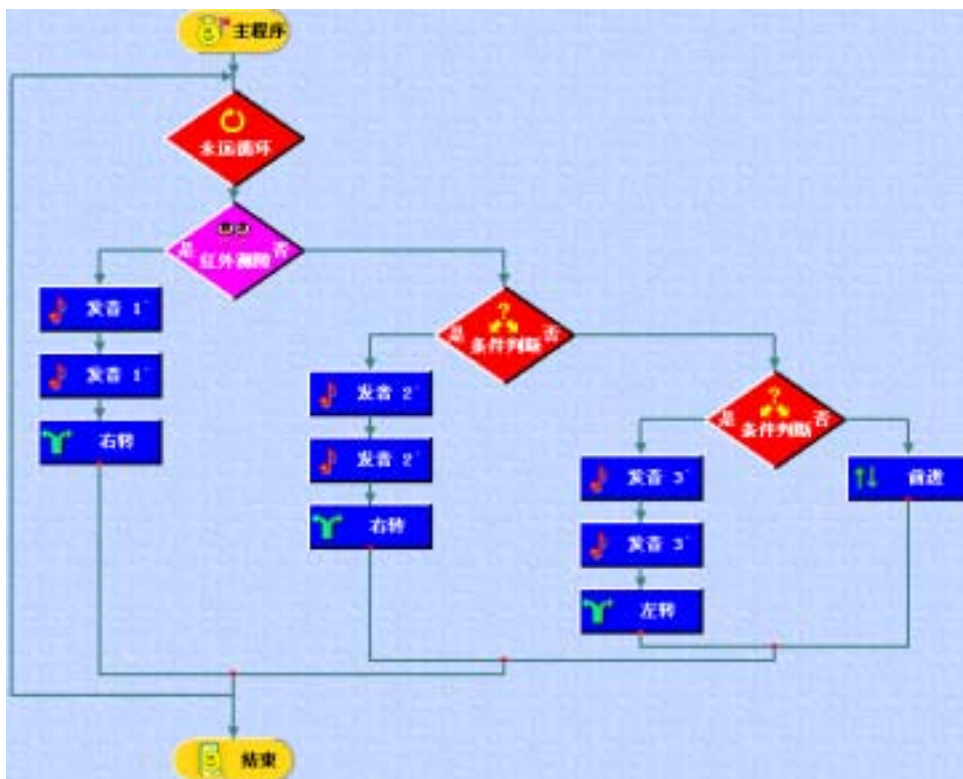 主程序
永远循环
是 红外测障 否
发音 1`
发音 1`
右转
是 条件判断 否
发音 2`
发音 2`
右转
是 条件判断 否
发音 3`
发音 3`
左转
前进
结束